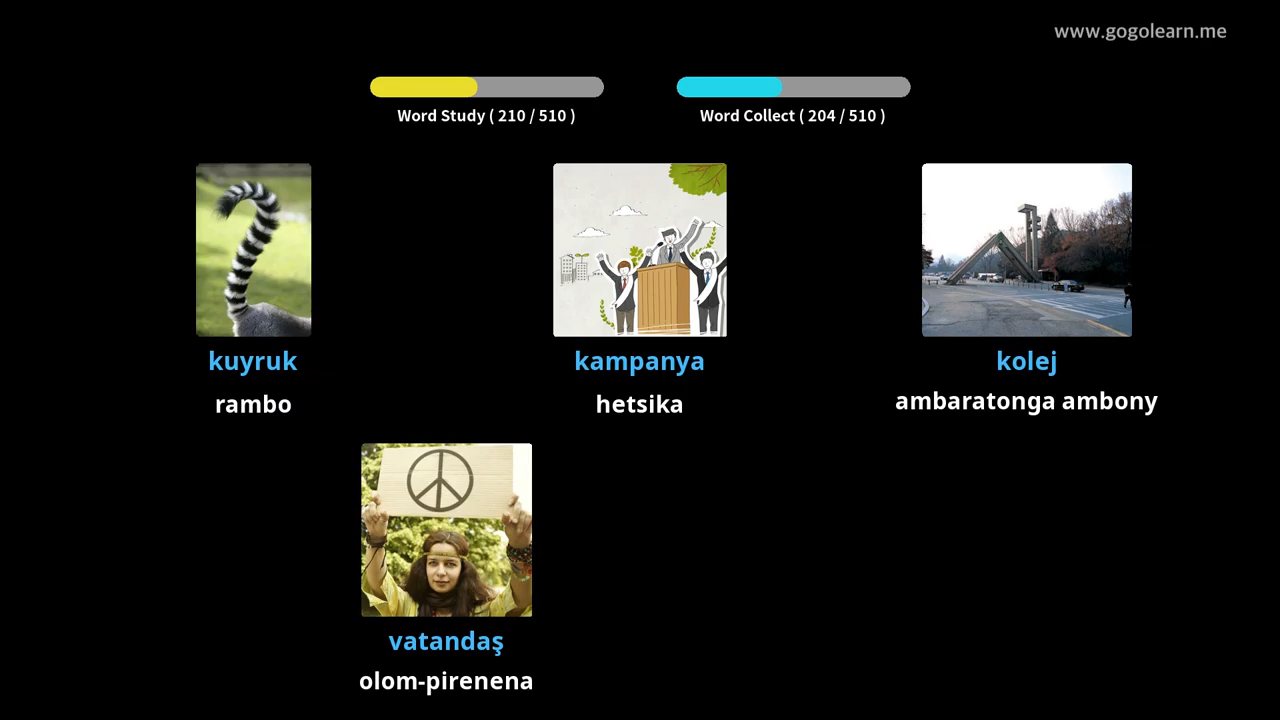 www.gogolearn.me
Word Study ( 210 / 510 )
Word Collect ( 204 / 510 )
kuyruk
rambo
kampanya
hetsika
kolej
ambaratonga ambony
vatandaş
olom-pirenena